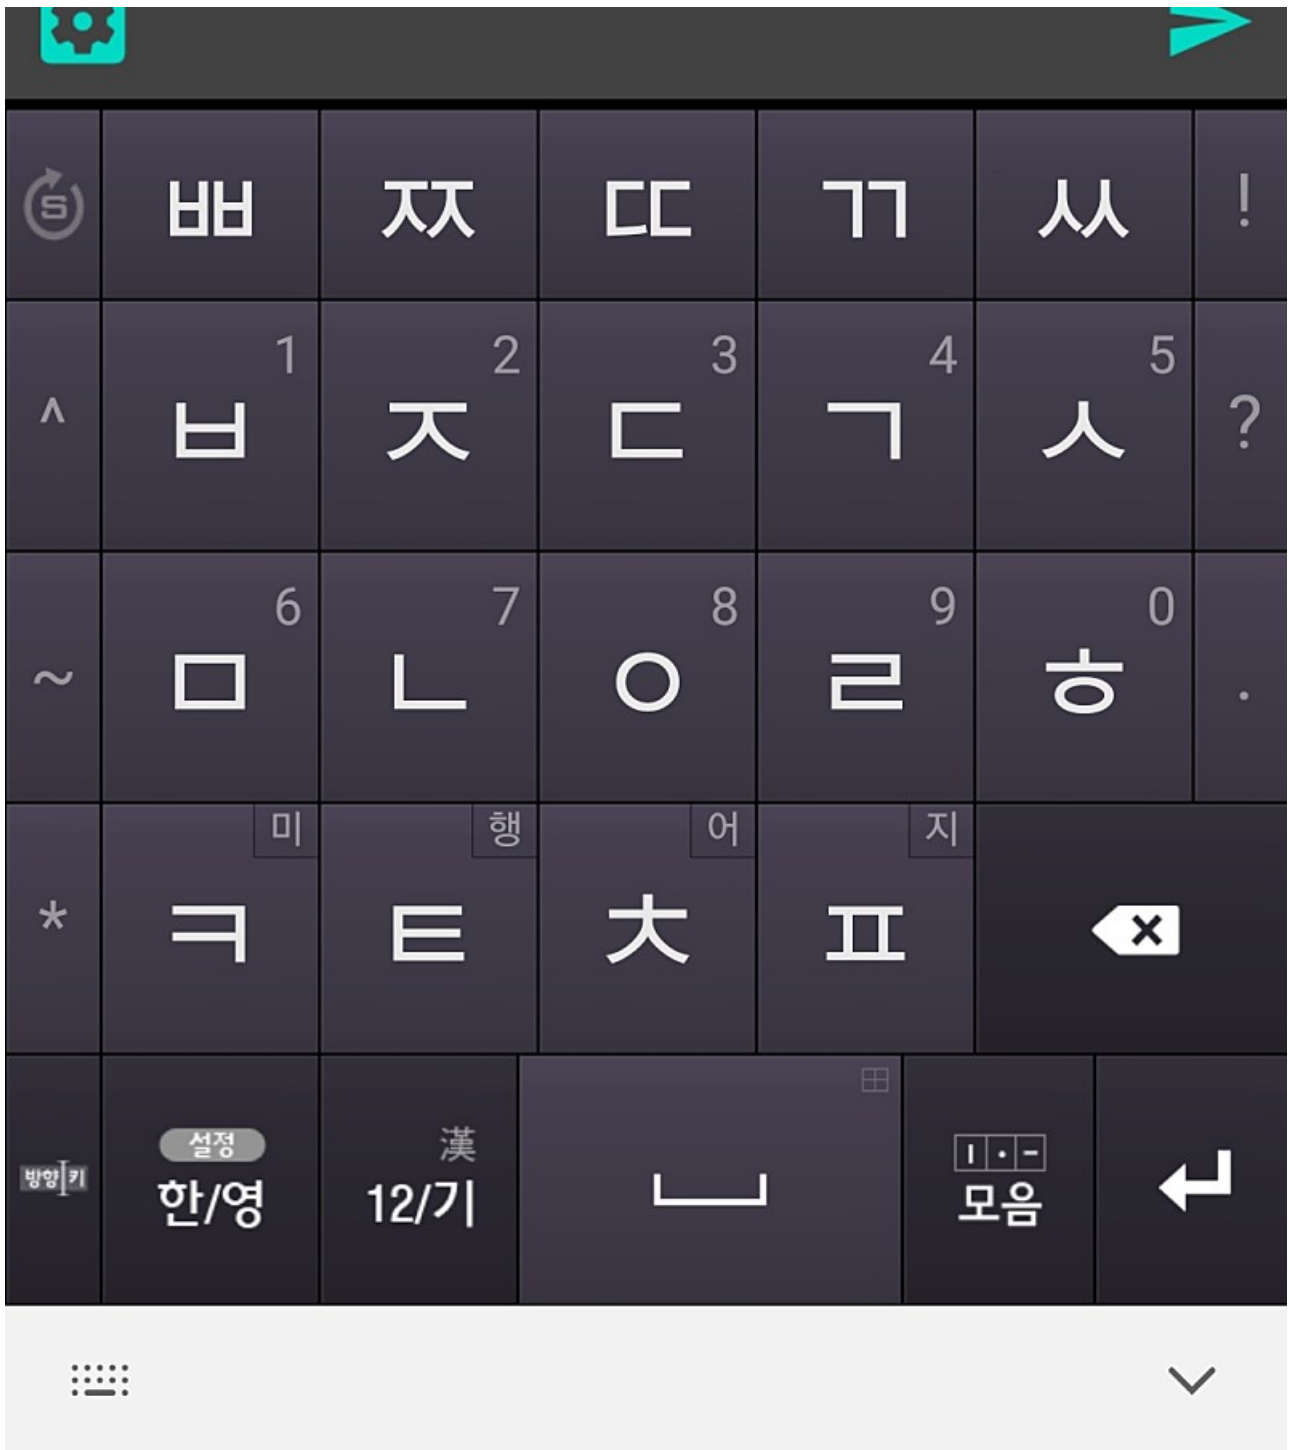 S ㅃ ㅉ ㄸ ㄲ ㅆ !
1 2 3 4 5
^ ㅂ ㅈ ㄷ ㄱ ㅅ ?
6 7 8 9 0
~ ㅁ ㄴ ㅇ ㄹ ㅎ .
미 행 어 지
* ㅋ ㅌ ㅊ ㅍ
설정 漢 ㅣ·ㅡ
방향키 한/영 12/기 모음